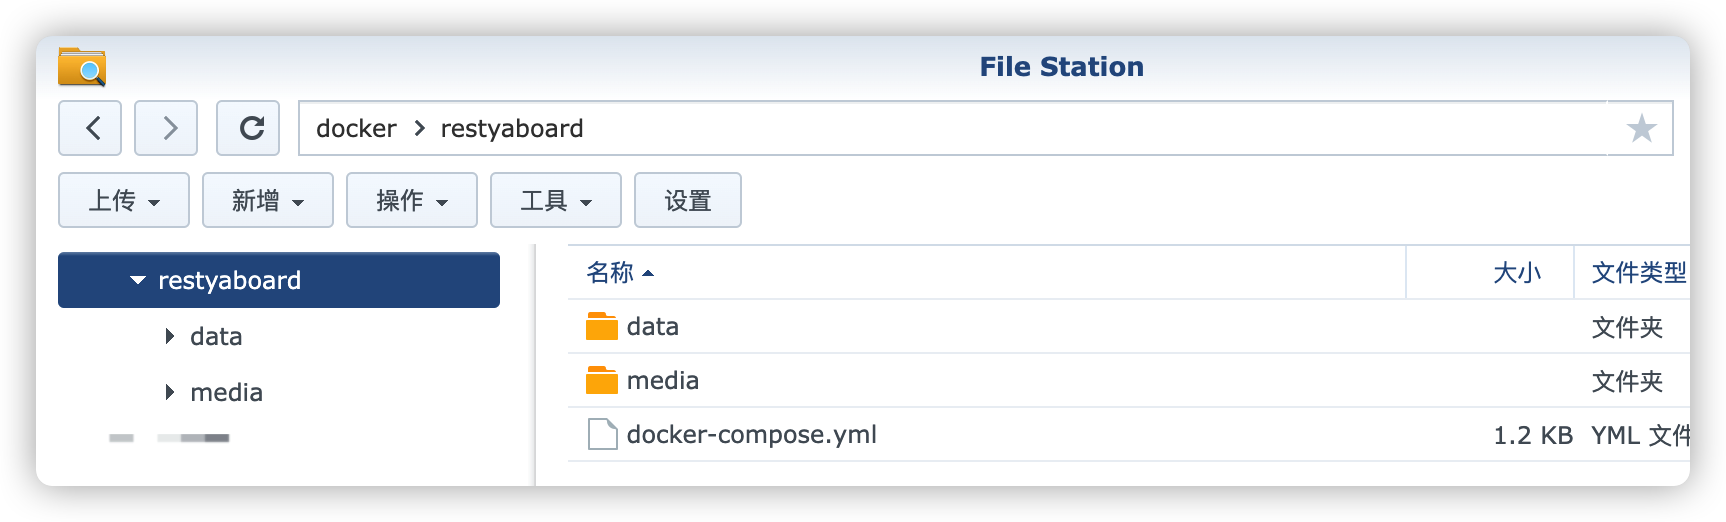 File Station
docker > restyaboard
上传 新增 操作 工具 设置
restyaboard
data
media
名称 大小 文件类型
data 文件夹
media 文件夹
docker-compose.yml 1.2 KB YML 文件